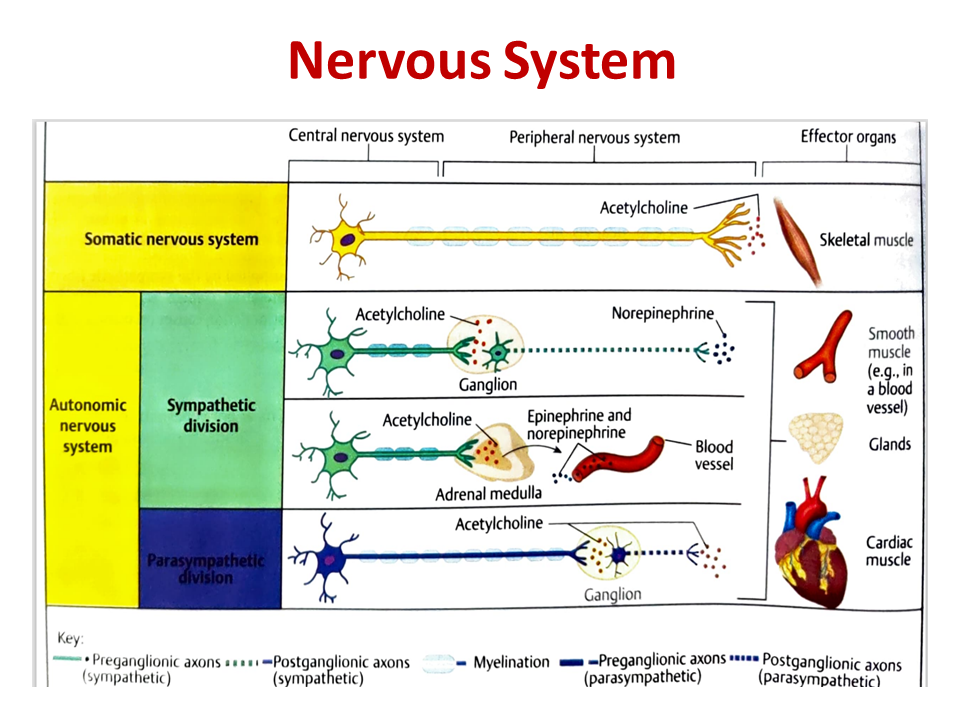 Nervous System
Central nervous system
Peripheral nervous system
Effector organs
Somatic nervous system
Acetylcholine
Skeletal muscle
Autonomic
nervous
system
Sympathetic
division
Acetylcholine
Norepinephrine
Ganglion
Smooth
muscle
(e.g., in
a blood
vessel)
Acetylcholine
Epinephrine and
norepinephrine
Blood
vessel
Adrenal medulla
Glands
Parasympathetic
division
Acetylcholine
Ganglion
Cardiac
muscle
Key:
• Preganglionic axons
(sympathetic)
Postganglionic axons
(sympathetic)
Myelination
Preganglionic axons
(parasympathetic)
Postganglionic axons
(parasympathetic)